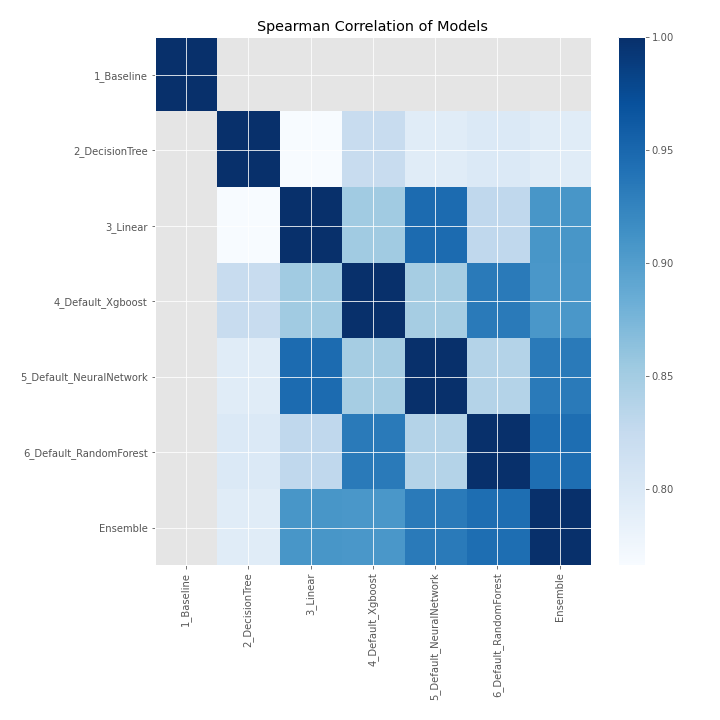 Spearman Correlation of Models
1_Baseline
2_DecisionTree
3_Linear
4_Default_Xgboost
5_Default_NeuralNetwork
6_Default_RandomForest
Ensemble
1_Baseline
2_DecisionTree
3_Linear
4_Default_Xgboost
5_Default_NeuralNetwork
6_Default_RandomForest
Ensemble
1.00
0.95
0.90
0.85
0.80